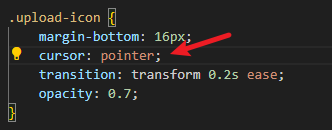 .upload-icon {
margin-bottom: 16px;
cursor: pointer;
transition: transform 0.2s ease;
opacity: 0.7;
}